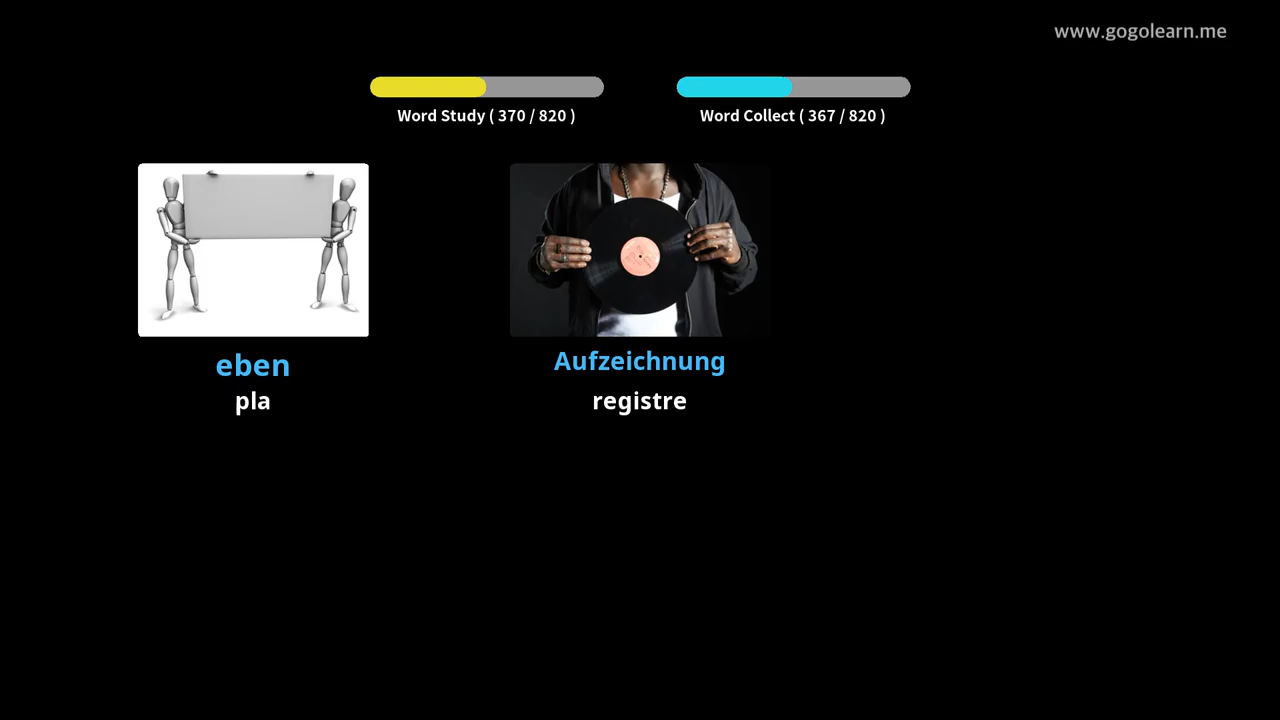 www.gogolearn.me
Word Study ( 370 / 820 )
Word Collect ( 367 / 820 )
eben
pla
Aufzeichnung
registre